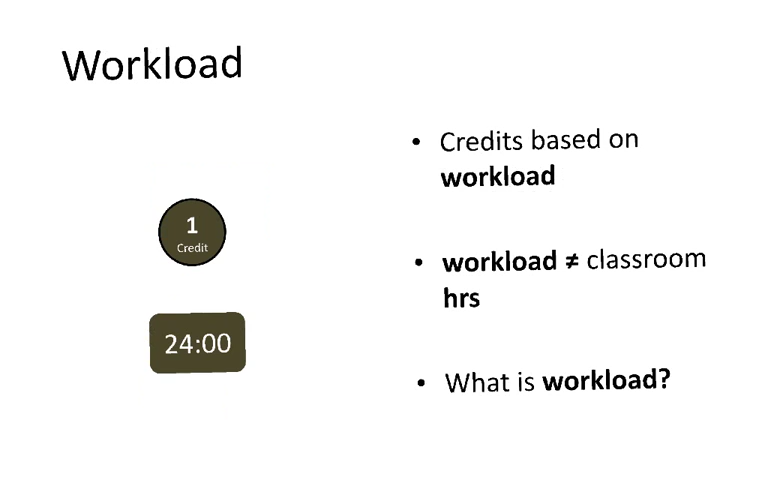 Workload
1
Credit
24:00
• Credits based on
workload
• workload ≠ classroom
hrs
• What is workload?